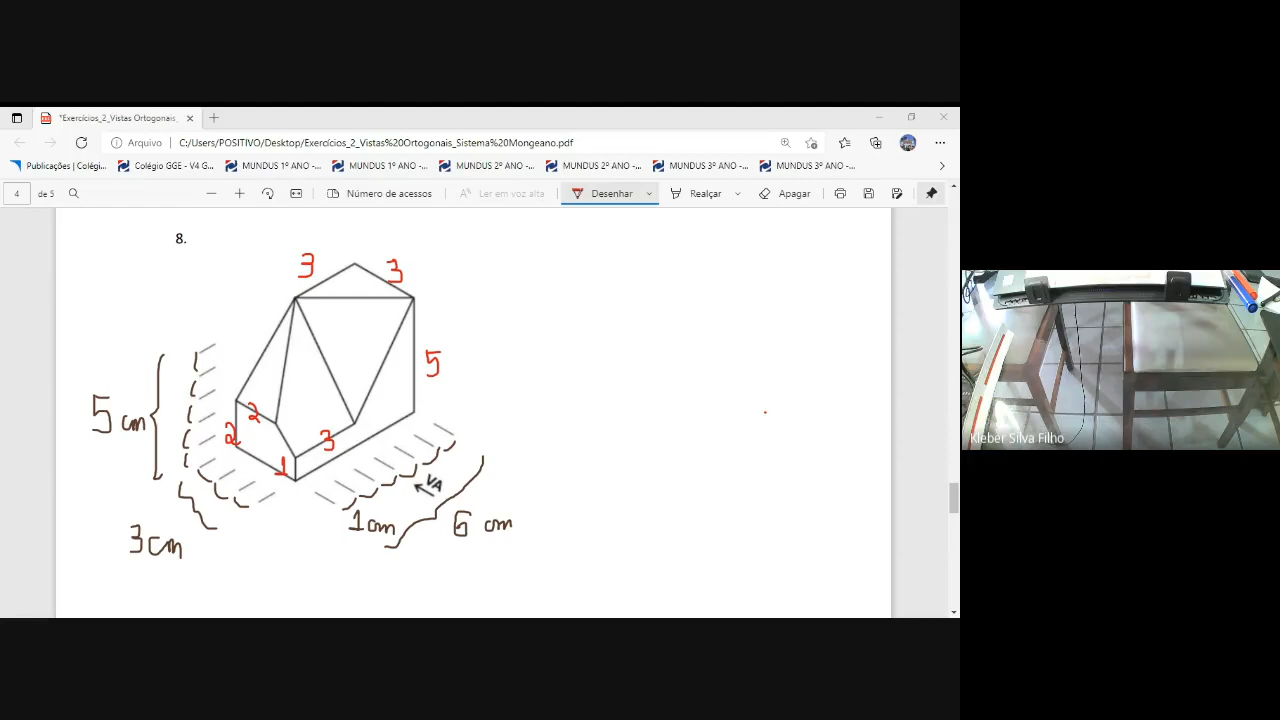 *Exercícios_2_Vistas Ortogonais_
Arquivo C:/Users/POSITIVO/Desktop/Exercícios_2_Vistas%20Ortogonais_Sistema%20Mongeano.pdf
Publicações | Colégi... Colégio GGE - V4 G... MUNDUS 1º ANO -... MUNDUS 1º ANO -... MUNDUS 2º ANO -... MUNDUS 2º ANO -... MUNDUS 3º ANO -... MUNDUS 3º ANO -...
4 de 5 Número de acessos Ler em voz alta Desenhar Realçar Apagar
8.
3 3
5
5 cm
2
2
3
1
VA
1cm 6 cm
3cm
Kleber Silva Filho